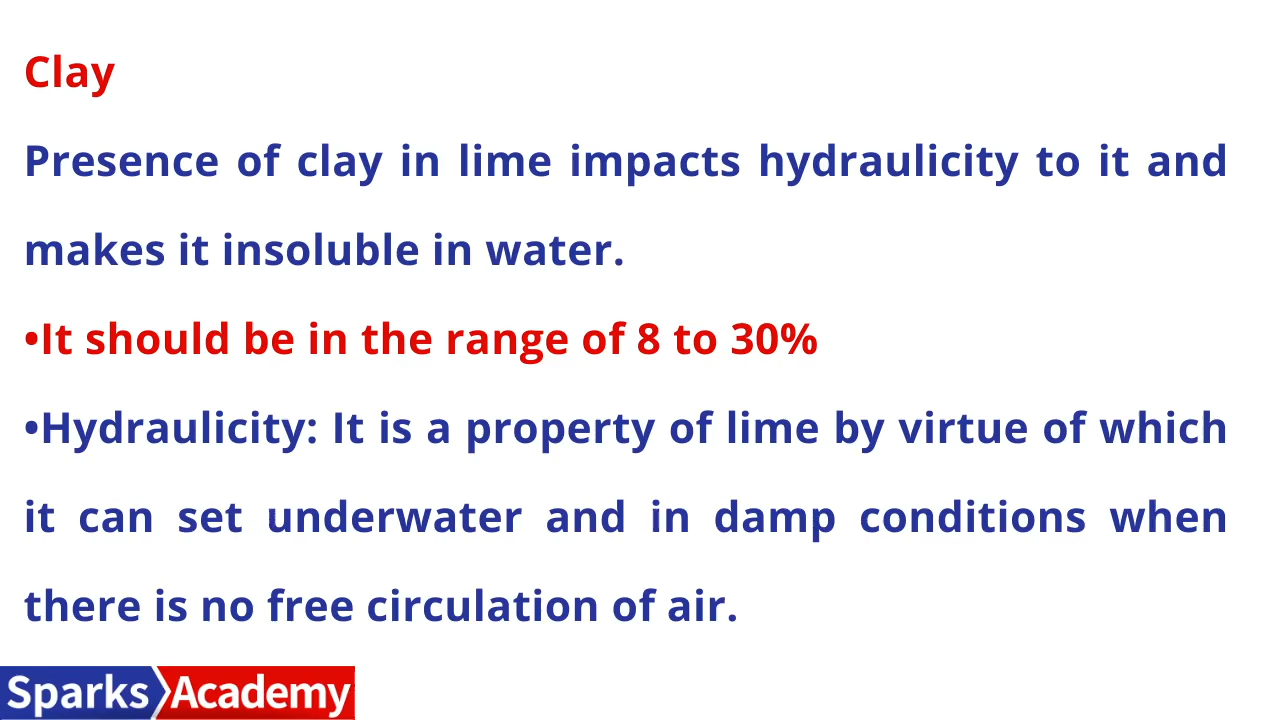 Clay
Presence of clay in lime impacts hydraulicity to it and
makes it insoluble in water.
•It should be in the range of 8 to 30%
•Hydraulicity: It is a property of lime by virtue of which
it can set underwater and in damp conditions when
there is no free circulation of air.
Sparks Academy